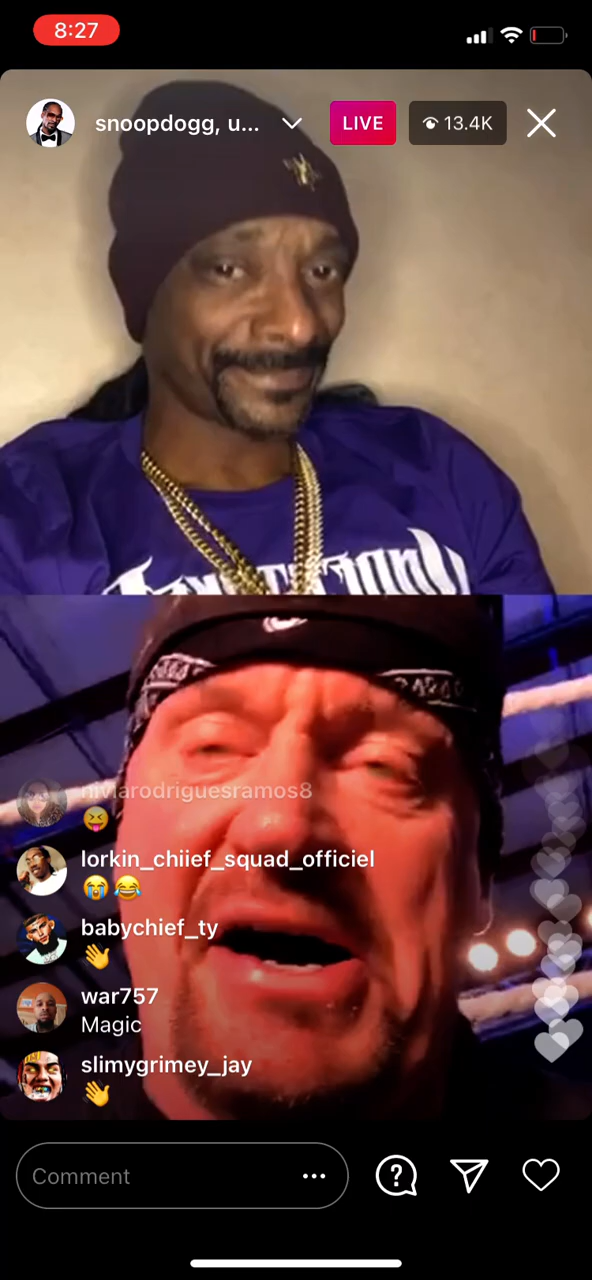 8:27
snoopdogg, u...
LIVE
13.4K
niviarodriguesramos8
😝
lorkin_chiief_squad_officiel
😭😂
babychief_ty
👋
war757
Magic
slimygrimey_jay
👋
Comment